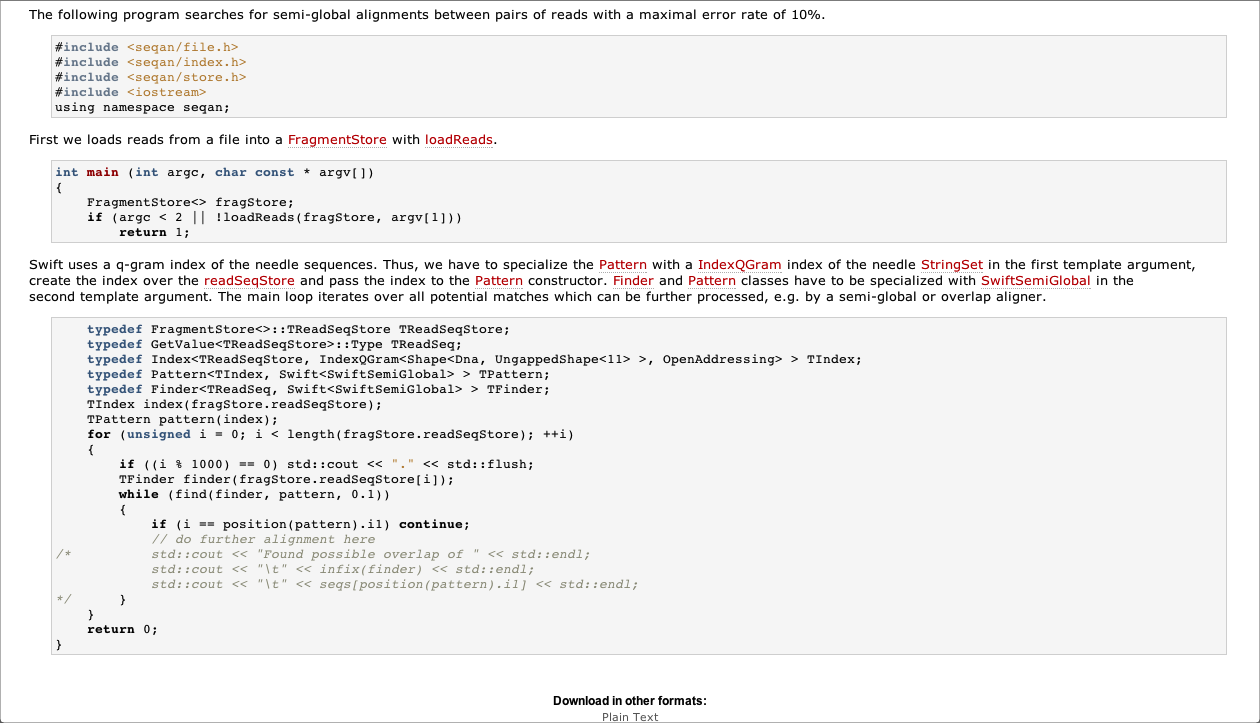 The following program searches for semi-global alignments between pairs of reads with a maximal error rate of 10%.
#include <seqan/file.h>
#include <seqan/index.h>
#include <seqan/store.h>
#include <iostream>
using namespace seqan;
First we loads reads from a file into a FragmentStore with loadReads.
int main (int argc, char const * argv[])
{
    FragmentStore<> fragStore;
    if (argc < 2 || !loadReads(fragStore, argv[1]))
        return 1;
Swift uses a q-gram index of the needle sequences. Thus, we have to specialize the Pattern with a IndexQGram index of the needle StringSet in the first template argument,
create the index over the readSeqStore and pass the index to the Pattern constructor. Finder and Pattern classes have to be specialized with SwiftSemiGlobal in the
second template argument. The main loop iterates over all potential matches which can be further processed, e.g. by a semi-global or overlap aligner.
    typedef FragmentStore<>::TReadSeqStore TReadSeqStore;
    typedef GetValue<TReadSeqStore>::Type TReadSeq;
    typedef Index<TReadSeqStore, IndexQGram<Shape<Dna, UngappedShape<11> >, OpenAddressing> > TIndex;
    typedef Pattern<TIndex, Swift<SwiftSemiGlobal> > TPattern;
    typedef Finder<TReadSeq, Swift<SwiftSemiGlobal> > TFinder;
    TIndex index(fragStore.readSeqStore);
    TPattern pattern(index);
    for (unsigned i = 0; i < length(fragStore.readSeqStore); ++i)
    {
        if ((i % 1000) == 0) std::cout << "." << std::flush;
        TFinder finder(fragStore.readSeqStore[i]);
        while (find(finder, pattern, 0.1))
        {
            if (i == position(pattern).i1) continue;
            // do further alignment here
/*          std::cout << "Found possible overlap of " << std::endl;
            std::cout << "\t" << infix(finder) << std::endl;
            std::cout << "\t" << seqs[position(pattern).i1] << std::endl;
*/      }
    }
    return 0;
}
Download in other formats:
Plain Text